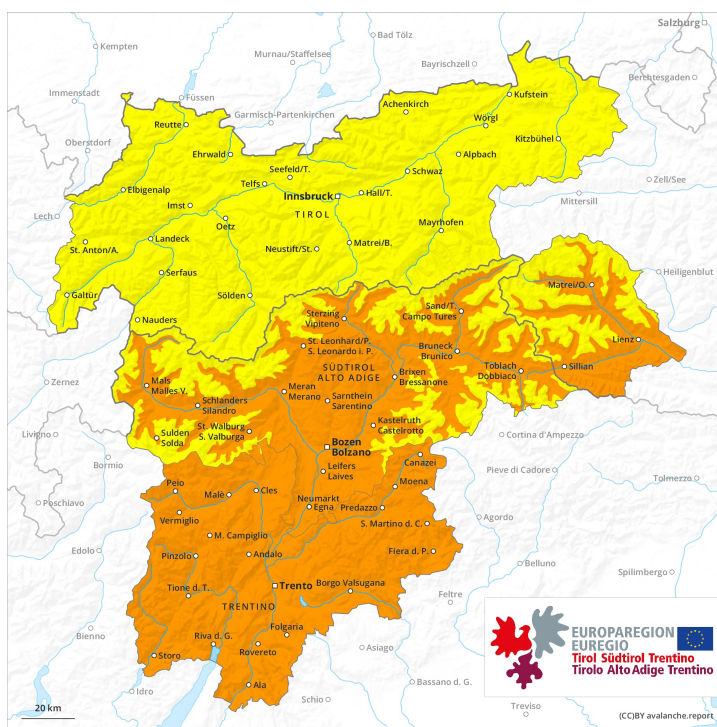 Salzburg
Bad Tölz
Kempten
Murnau/Staffelsee
Bayrischzell
Berchtesgaden
Immenstadt
Füssen
Achenkirch
Kufstein
Garmisch-Partenkirchen
Reutte
Wörgl
Oberstdorf
Ehrwald
Kitzbühel
Alpbach
Seefeld/T.
Schwaz
Zell/See
Telfs
Elbigenalp
Innsbruck
Hall/T.
Mittersill
Imst
TIROL
Lech
Oetz
Mayrhofen
Landeck
Neustift/St.
Matrei/B.
St. Anton/A.
Serfaus
Heiligenblut
Matrei/O.
Galtür
Sölden
Nauders
Sterzing
Vipiteno
Sand/T.
Campo Tures
Lienz
St. Leonhard/P.
S. Leonardo i. P.
Bruneck
Brunico
Toblach
Dobbiaco
Sillian
SÜDTIROL
ALTO ADIGE
Brixen
Bressanone
Zernez
Mals
Malles V.
Meran
Merano
Schlanders
Silandro
Sarnthein
Sarentino
Kastelruth
Castelrotto
St. Walburg
S. Valburga
Livigno
Sulden
Solda
Bozen
Bolzano
Cortina d'Ampezzo
Bormio
Canazei
Leifers
Laives
Pieve di Cadore
Tolmezzo
Peio
Moena
Malè
Cles
Neumarkt
Egna
Predazzo
Poschiavo
Vermiglio
Agordo
S. Martino d. C.
M. Campiglio
Edolo
Pinzolo
Andalo
Fiera d. P.
Belluno
Spilimbergo
Trento
Borgo Valsugana
Tione d. T.
Feltre
TRENTINO
Folgaria
Bienno
Riva d. G.
Rovereto
Asiago
Storo
Bassano d. G.
Ala
Idro
Schio
Treviso
20 km
EUROPAREGION
EUREGIO
Tirol Südtirol Trentino
Tirolo Alto Adige Trentino
(CC)BY avalanche.report